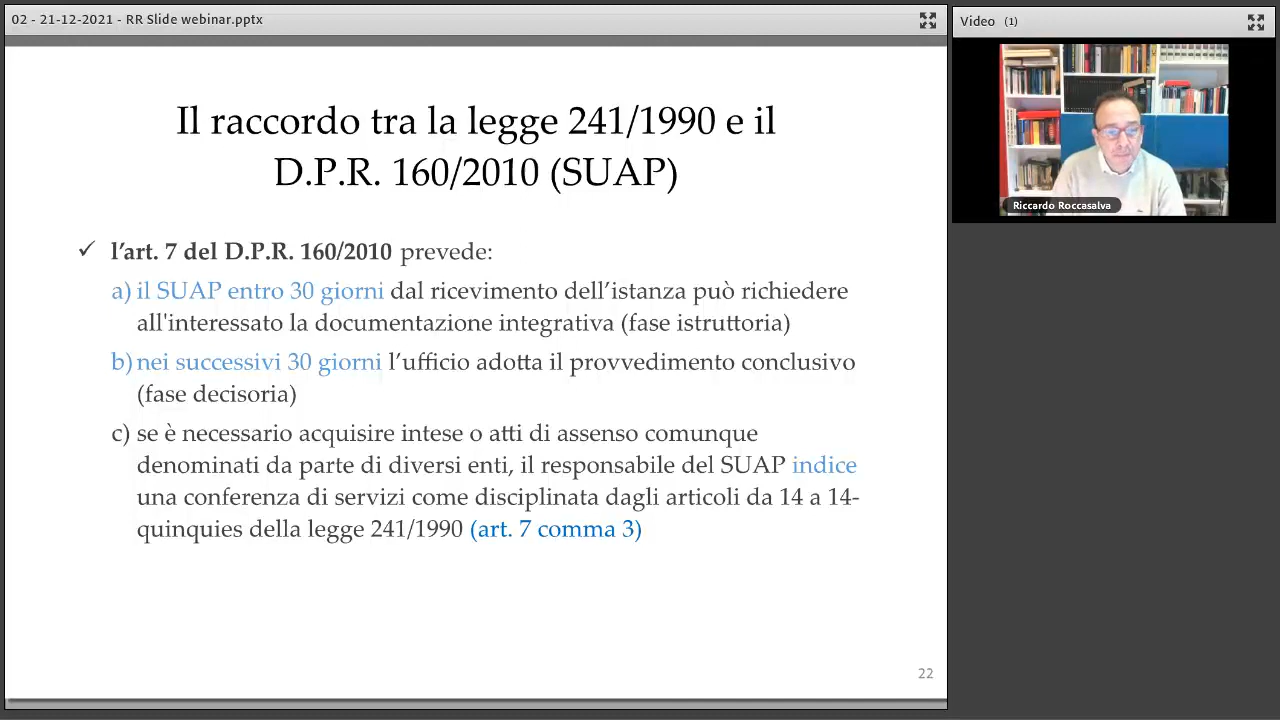 02 - 21-12-2021 - RR Slide webinar.pptx
Video (1)
Riccardo Roccasalva
Il raccordo tra la legge 241/1990 e il
D.P.R. 160/2010 (SUAP)
✓ l’art. 7 del D.P.R. 160/2010 prevede:
a) il SUAP entro 30 giorni dal ricevimento dell’istanza può richiedere
all'interessato la documentazione integrativa (fase istruttoria)
b) nei successivi 30 giorni l’ufficio adotta il provvedimento conclusivo
(fase decisoria)
c) se è necessario acquisire intese o atti di assenso comunque
denominati da parte di diversi enti, il responsabile del SUAP indice
una conferenza di servizi come disciplinata dagli articoli da 14 a 14-
quinquies della legge 241/1990 (art. 7 comma 3)
22